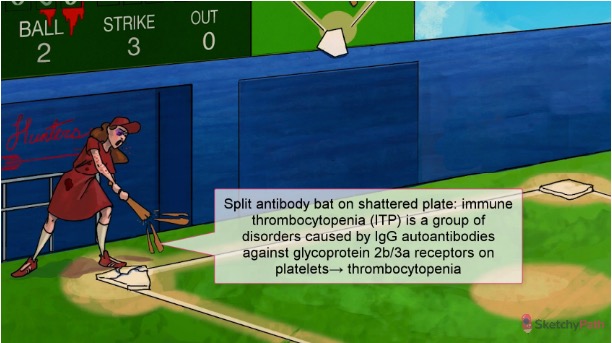 BALL STRIKE OUT
2 3 0
Hunters
Split antibody bat on shattered plate: immune
thrombocytopenia (ITP) is a group of
disorders caused by IgG autoantibodies
against glycoprotein 2b/3a receptors on
platelets→ thrombocytopenia
SketchyPath